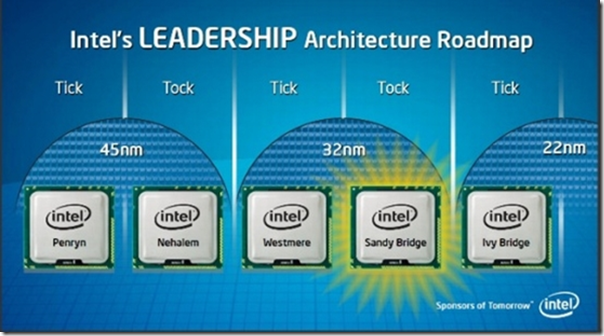 Intel's LEADERSHIP Architecture Roadmap
Tick Tock Tick Tock Tick
45nm 32nm 22nm
intel intel intel intel intel
Penryn Nehalem Westmere Sandy Bridge Ivy Bridge
Sponsors of Tomorrow™ intel